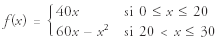 f(x) = { 40x si 0 ≤ x ≤ 20
60x − x² si 20 < x ≤ 30